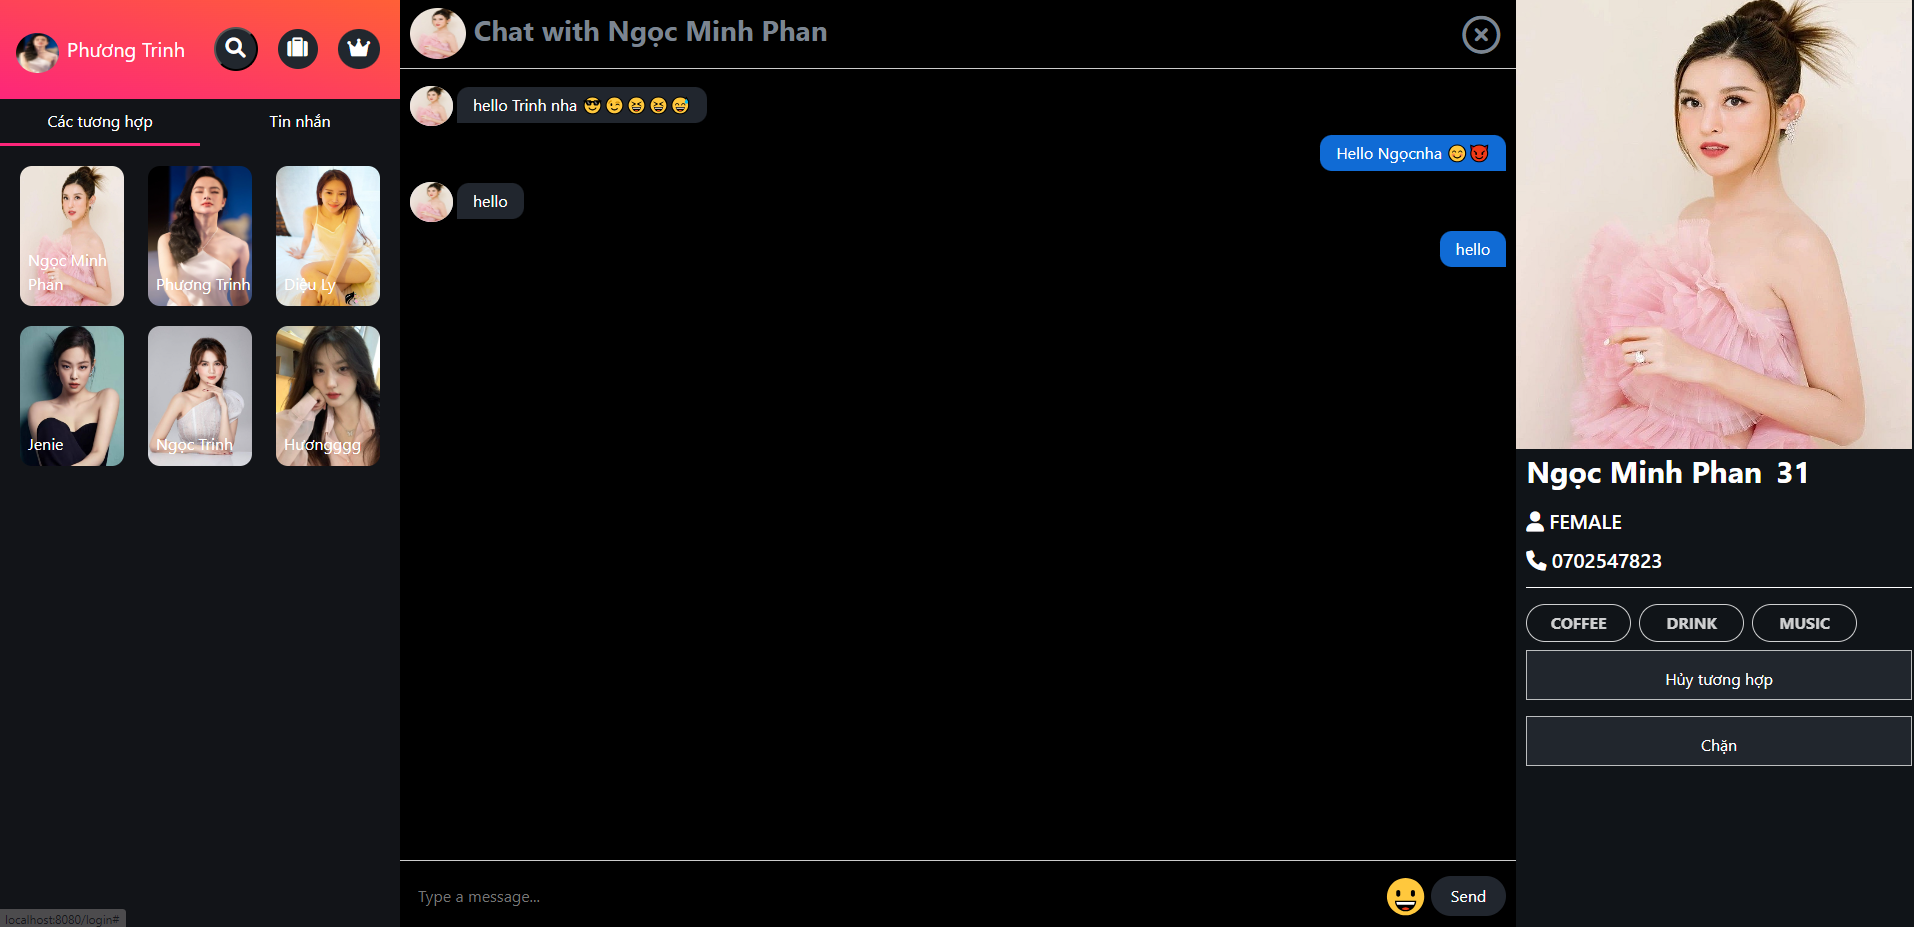 Phương Trinh
Các tương hợp
Tin nhắn
Ngọc Minh
Phan
Phương Trinh
Diệu Ly
Jenie
Ngọc Trinh
Hươngggg
Chat with Ngọc Minh Phan
hello Trinh nha 😎😉😆😆😅
Hello Ngọcnha 😊😈
hello
hello
Type a message...
Send
Ngọc Minh Phan 31
FEMALE
0702547823
COFFEE DRINK MUSIC
Hủy tương hợp
Chặn
localhost:8080/login#